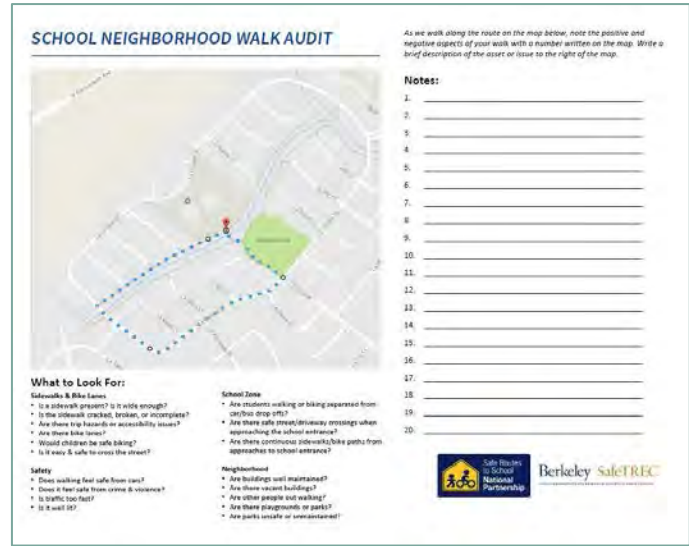 SCHOOL NEIGHBORHOOD WALK AUDIT
As we walk along the route on the map below, note the positive and
negative aspects of your walk with a number written on the map. Write a
brief description of the asset or issue to the right of the map.
Notes:
1.
2.
3.
4.
5.
6.
7.
8.
9.
10.
11.
12.
13.
14.
15.
16.
17.
18.
19.
20.
What to Look For:
Sidewalks & Bike Lanes
• Is a sidewalk present? Is it wide enough?
• Is the sidewalk cracked, broken, or incomplete?
• Are there trip hazards or accessibility issues?
• Are there bike lanes?
• Would children be safe biking?
• Is it easy & safe to cross the street?
Safety
• Does walking feel safe from cars?
• Does it feel safe from crime & violence?
• Is traffic too fast?
• Is it well lit?
School Zone
• Are students walking or biking separated from
car/bus drop offs?
• Are there safe street/driveway crossings when
approaching the school entrance?
• Are there continuous sidewalks/bike paths from
approaches to school entrance?
Neighborhood
• Are buildings well maintained?
• Are there vacant buildings?
• Are other people out walking?
• Are there playgrounds or parks?
• Are parks unsafe or unmaintained?
Safe Routes
to School
National
Partnership
Berkeley SafeTREC